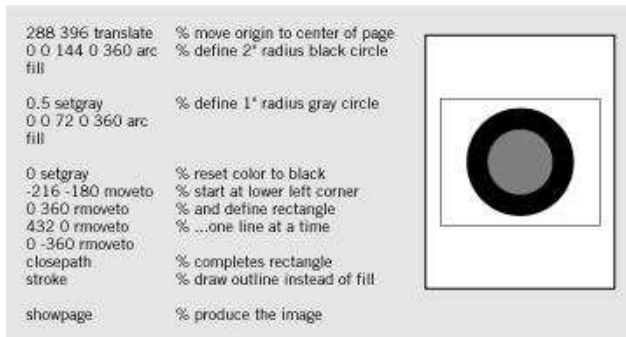 288 396 translate % move origin to center of page
0 0 144 0 360 arc % define 2" radius black circle
fill
0.5 setgray % define 1" radius gray circle
0 0 72 0 360 arc
fill
0 setgray % reset color to black
-216 -180 moveto % start at lower left corner
0 360 rmoveto % and define rectangle
432 0 rmoveto % ...one line at a time
0 -360 rmoveto
closepath % completes rectangle
stroke % draw outline instead of fill
showpage % produce the image